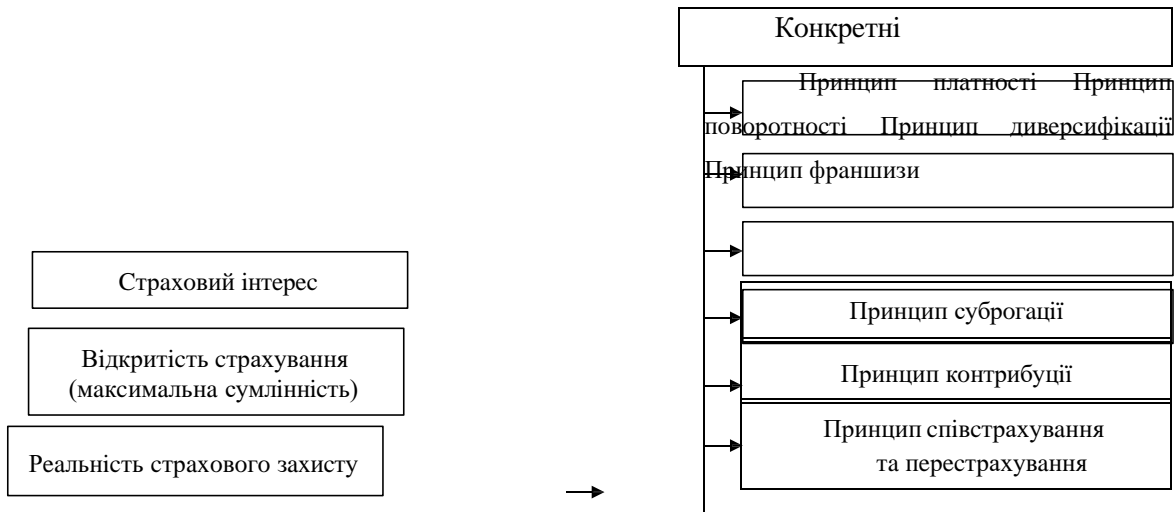 Конкретні
Принцип платності Принцип
поворотності Принцип диверсифікації
Принцип франшизи
Страховий інтерес
Відкритість страхування
(максимальна сумлінність)
Реальність страхового захисту
Принцип суброгації
Принцип контрибуції
Принцип співстрахування
та перестрахування